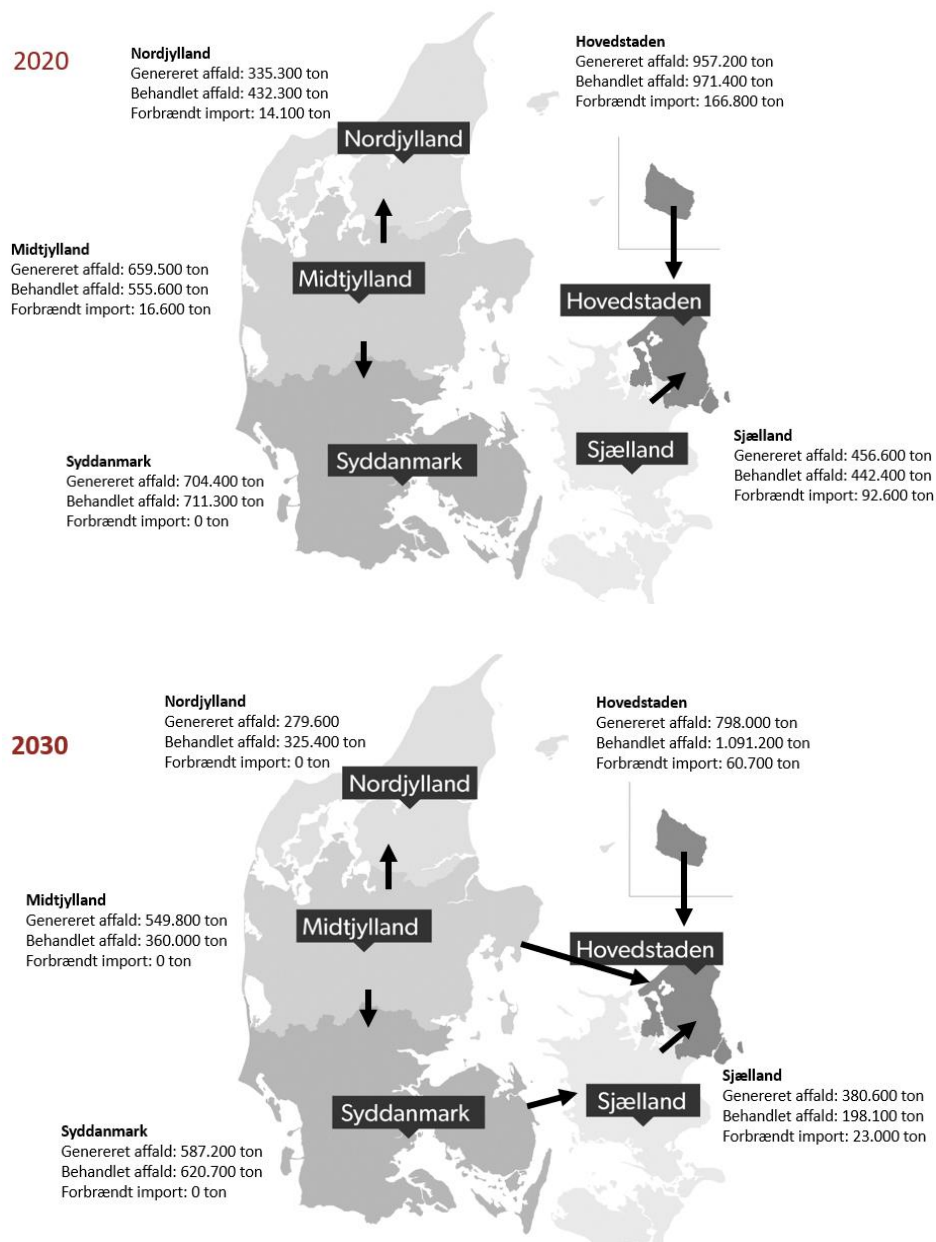 2020
Nordjylland
Genereret affald: 335.300 ton
Behandlet affald: 432.300 ton
Forbrændt import: 14.100 ton
Hovedstaden
Genereret affald: 957.200 ton
Behandlet affald: 971.400 ton
Forbrændt import: 166.800 ton
Nordjylland
Midtjylland
Genereret affald: 659.500 ton
Behandlet affald: 555.600 ton
Forbrændt import: 16.600 ton
Midtjylland
Hovedstaden
Syddanmark
Genereret affald: 704.400 ton
Behandlet affald: 711.300 ton
Forbrændt import: 0 ton
Syddanmark
Sjælland
Sjælland
Genereret affald: 456.600 ton
Behandlet affald: 442.400 ton
Forbrændt import: 92.600 ton
2030
Nordjylland
Genereret affald: 279.600
Behandlet affald: 325.400 ton
Forbrændt import: 0 ton
Hovedstaden
Genereret affald: 798.000 ton
Behandlet affald: 1.091.200 ton
Forbrændt import: 60.700 ton
Nordjylland
Midtjylland
Genereret affald: 549.800 ton
Behandlet affald: 360.000 ton
Forbrændt import: 0 ton
Midtjylland
Hovedstaden
Syddanmark
Genereret affald: 587.200 ton
Behandlet affald: 620.700 ton
Forbrændt import: 0 ton
Syddanmark
Sjælland
Sjælland
Genereret affald: 380.600 ton
Behandlet affald: 198.100 ton
Forbrændt import: 23.000 ton